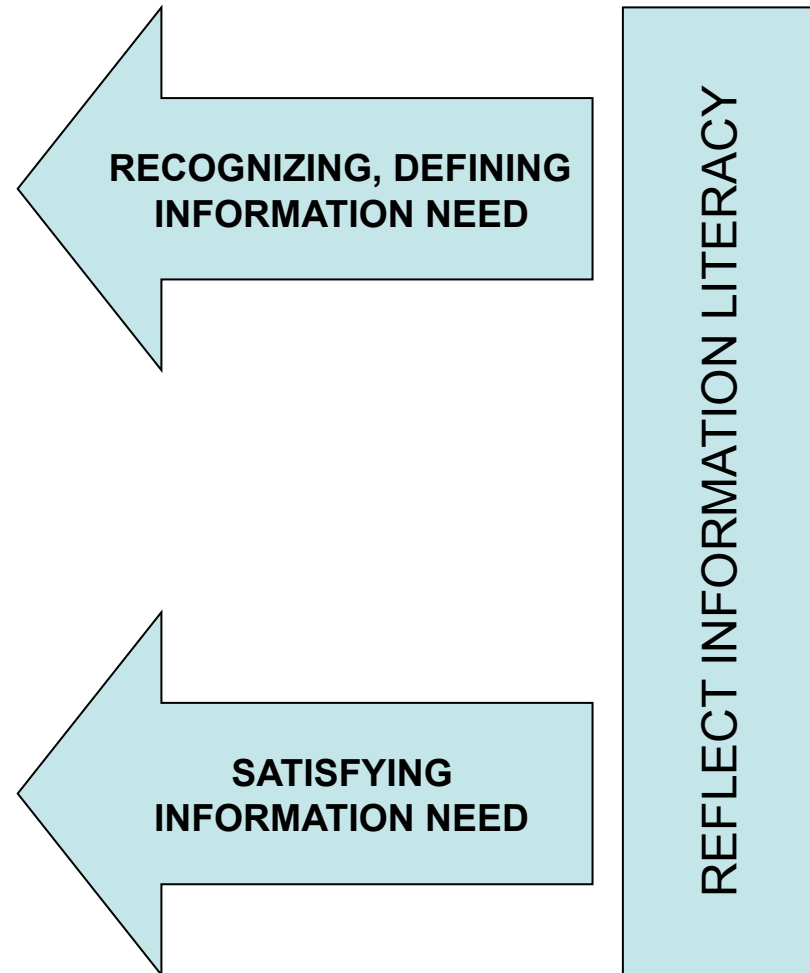 RECOGNIZING, DEFINING
INFORMATION NEED
SATISFYING
INFORMATION NEED
REFLECT INFORMATION LITERACY